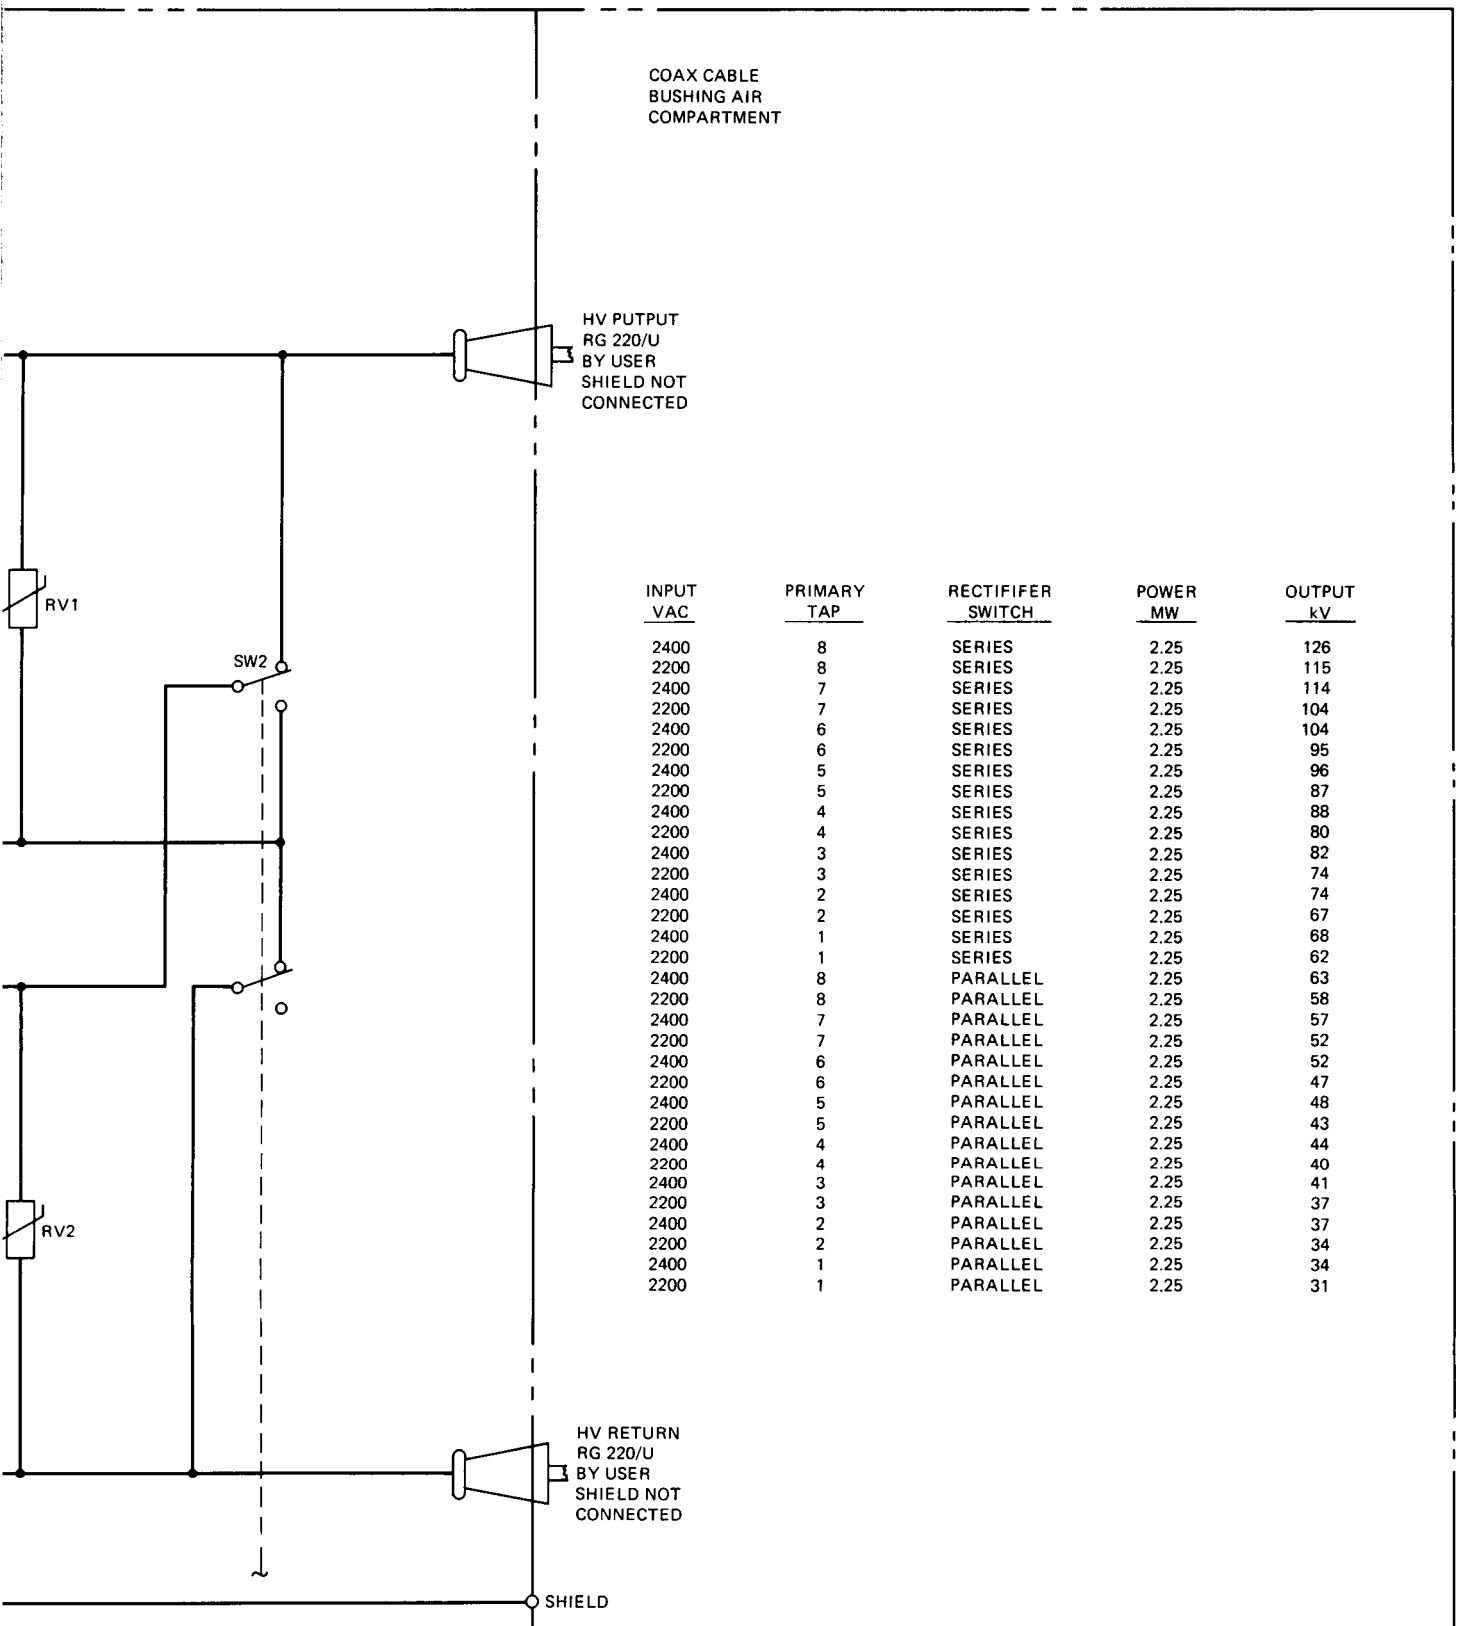 COAX CABLE
BUSHING AIR
COMPARTMENT
HV PUTPUT
RG 220/U
BY USER
SHIELD NOT
CONNECTED
RV1
SW2
INPUT PRIMARY RECTIFIFER POWER OUTPUT
VAC TAP SWITCH MW kV
2400 8 SERIES 2.25 126
2200 8 SERIES 2.25 115
2400 7 SERIES 2.25 114
2200 7 SERIES 2.25 104
2400 6 SERIES 2.25 104
2200 6 SERIES 2.25 95
2400 5 SERIES 2.25 96
2200 5 SERIES 2.25 87
2400 4 SERIES 2.25 88
2200 4 SERIES 2.25 80
2400 3 SERIES 2.25 82
2200 3 SERIES 2.25 74
2400 2 SERIES 2.25 74
2200 2 SERIES 2.25 67
2400 1 SERIES 2.25 68
2200 1 SERIES 2.25 62
2400 8 PARALLEL 2.25 63
2200 8 PARALLEL 2.25 58
2400 7 PARALLEL 2.25 57
2200 7 PARALLEL 2.25 52
2400 6 PARALLEL 2.25 52
2200 6 PARALLEL 2.25 47
2400 5 PARALLEL 2.25 48
2200 5 PARALLEL 2.25 43
2400 4 PARALLEL 2.25 44
2200 4 PARALLEL 2.25 40
2400 3 PARALLEL 2.25 41
2200 3 PARALLEL 2.25 37
2400 2 PARALLEL 2.25 37
2200 2 PARALLEL 2.25 34
2400 1 PARALLEL 2.25 34
2200 1 PARALLEL 2.25 31
RV2
HV RETURN
RG 220/U
BY USER
SHIELD NOT
CONNECTED
SHIELD